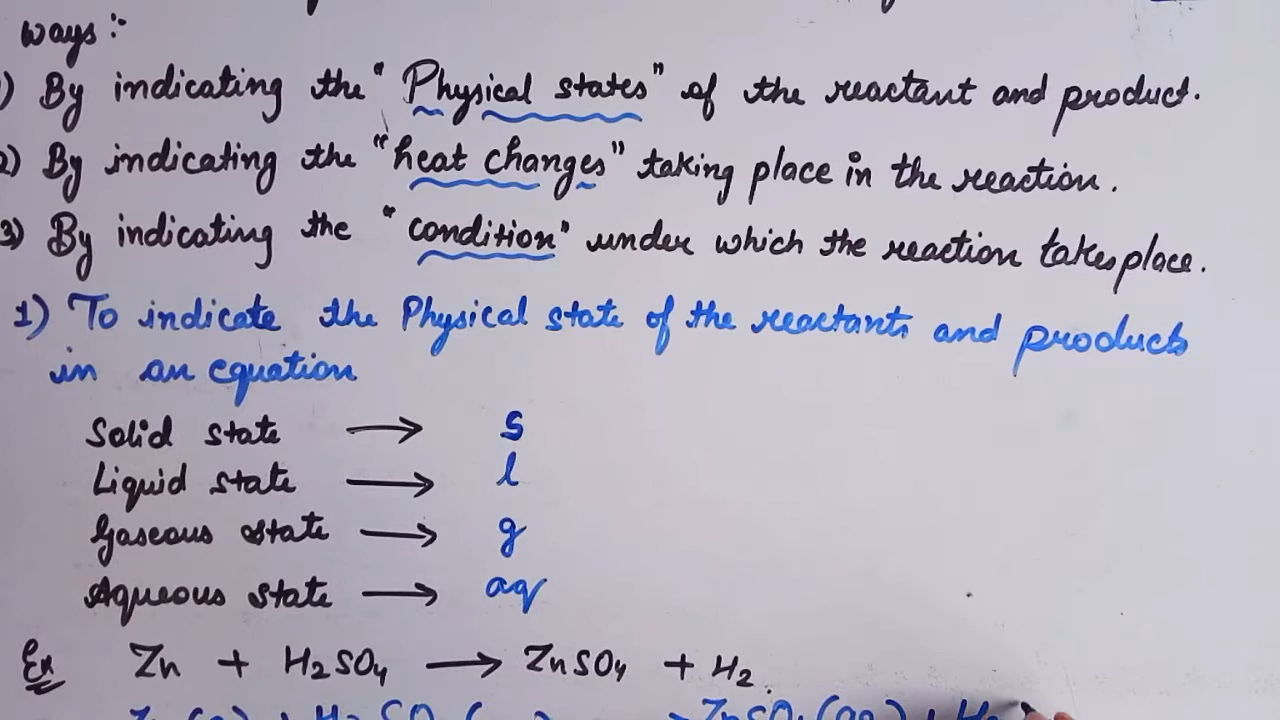 ways :-
1) By indicating the "Physical states" of the reactant and product.
2) By indicating the "heat changes" taking place in the reaction.
3) By indicating the "condition" under which the reaction takes place.
1) To indicate the Physical state of the reactants and products
in an equation
Solid state → s
Liquid state → l
Gaseous state → g
Aqueous state → aq
Ex Zn + H2SO4 → ZnSO4 + H2